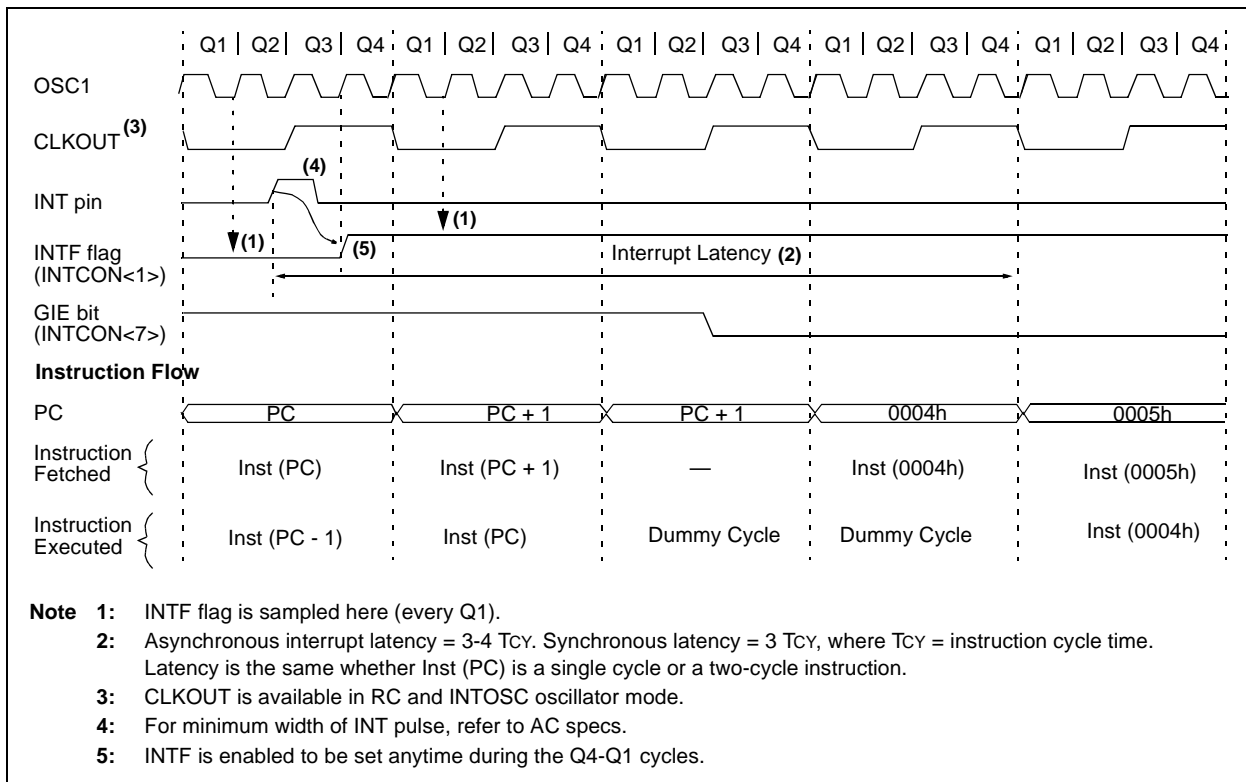 Q1 | Q2 | Q3 | Q4 Q1 | Q2 | Q3 | Q4 Q1 | Q2 | Q3 | Q4 Q1 | Q2 | Q3 | Q4 Q1 | Q2 | Q3 | Q4
OSC1
CLKOUT (3)
(4)
INT pin
(1)
(1) (5)
INTF flag
(INTCON<1>)
Interrupt Latency (2)
GIE bit
(INTCON<7>)
Instruction Flow
PC PC PC + 1 PC + 1 0004h 0005h
Instruction
Fetched
Inst (PC) Inst (PC + 1) — Inst (0004h) Inst (0005h)
Instruction
Executed
Inst (PC - 1) Inst (PC) Dummy Cycle Dummy Cycle Inst (0004h)
Note 1: INTF flag is sampled here (every Q1).
2: Asynchronous interrupt latency = 3-4 TCY. Synchronous latency = 3 TCY, where TCY = instruction cycle time.
Latency is the same whether Inst (PC) is a single cycle or a two-cycle instruction.
3: CLKOUT is available in RC and INTOSC oscillator mode.
4: For minimum width of INT pulse, refer to AC specs.
5: INTF is enabled to be set anytime during the Q4-Q1 cycles.